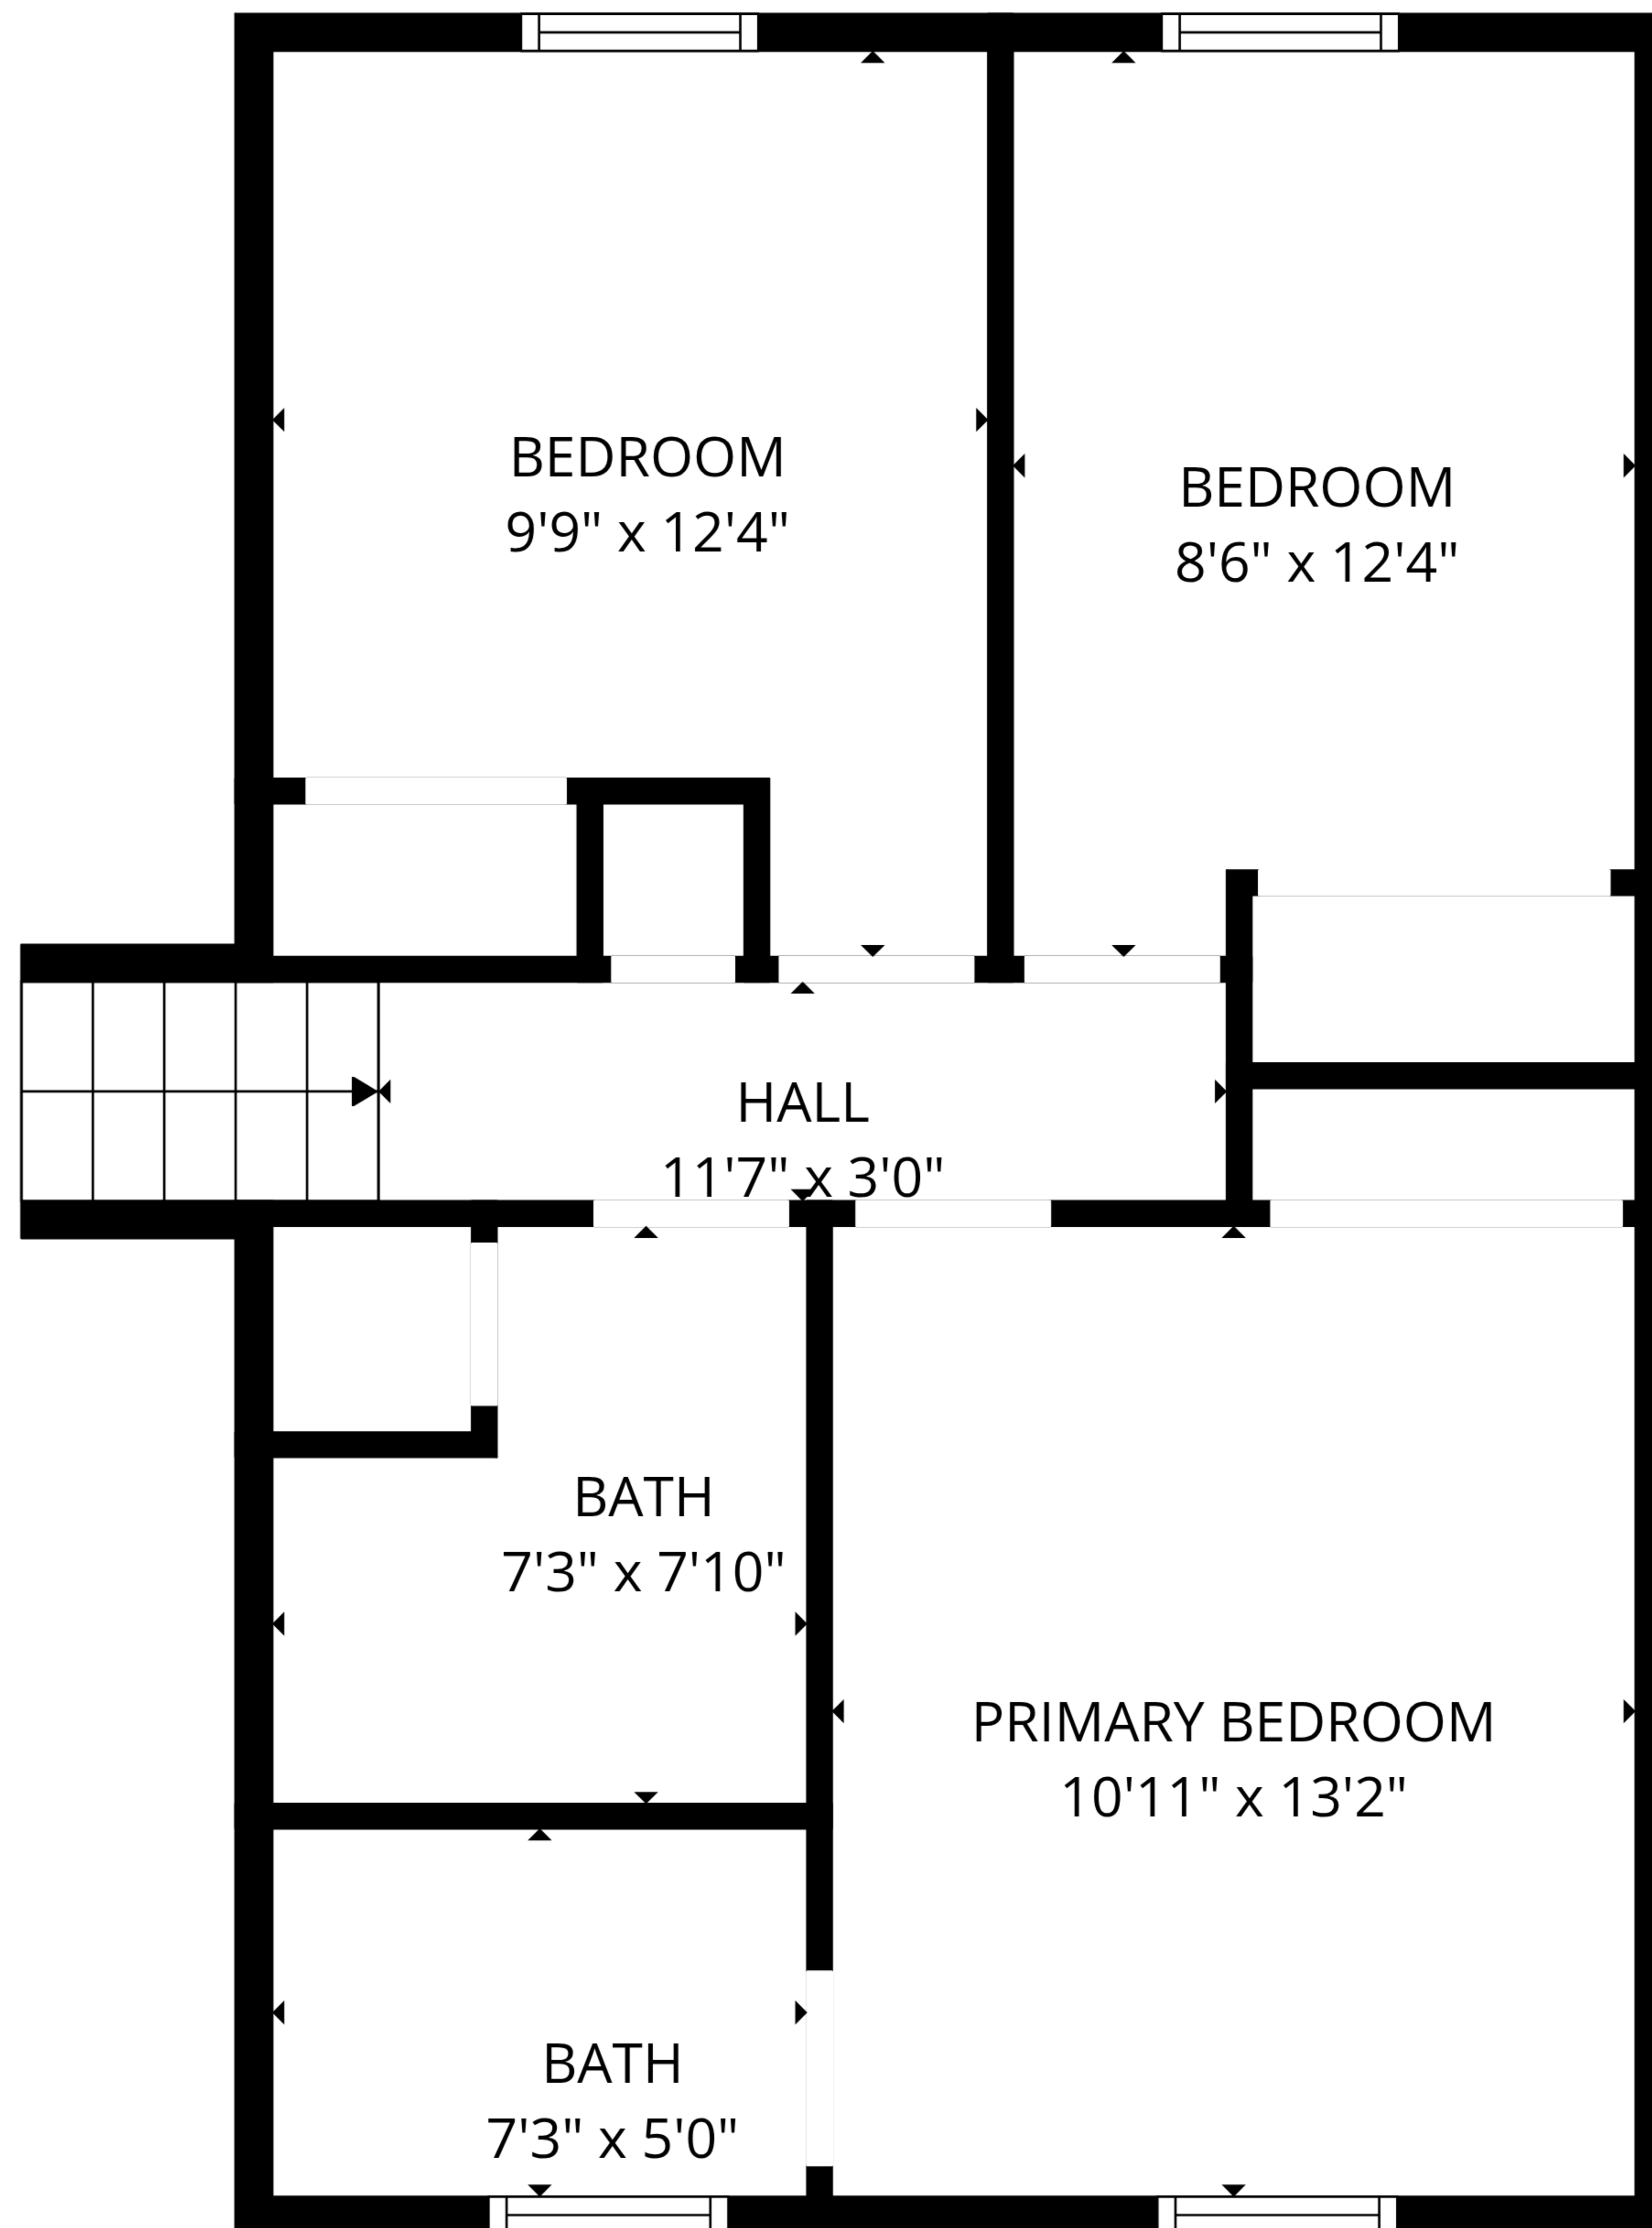 BEDROOM
9'9" x 12'4"
BEDROOM
8'6" x 12'4"
HALL
11'7" x 3'0"
BATH
7'3" x 7'10"
PRIMARY BEDROOM
10'11" x 13'2"
BATH
7'3" x 5'0"